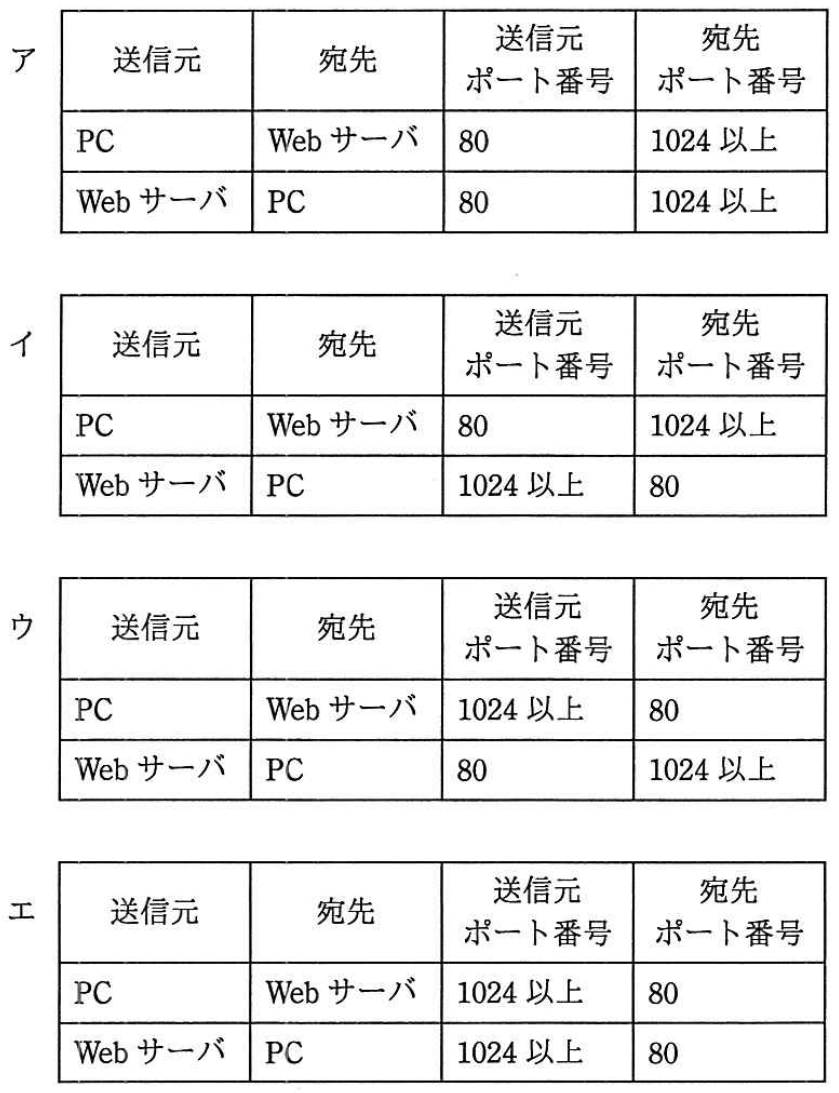 ア
送信元 宛先 送信元 ポート番号 宛先 ポート番号
PC Web サーバ 80 1024 以上
Web サーバ PC 80 1024 以上
イ
送信元 宛先 送信元 ポート番号 宛先 ポート番号
PC Web サーバ 80 1024 以上
Web サーバ PC 1024 以上 80
ウ
送信元 宛先 送信元 ポート番号 宛先 ポート番号
PC Web サーバ 1024 以上 80
Web サーバ PC 80 1024 以上
エ
送信元 宛先 送信元 ポート番号 宛先 ポート番号
PC Web サーバ 1024 以上 80
Web サーバ PC 1024 以上 80